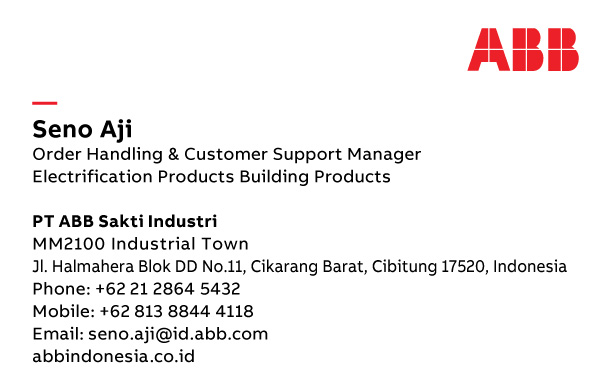 ABB
Seno Aji
Order Handling & Customer Support Manager
Electrification Products Building Products
PT ABB Sakti Industri
MM2100 Industrial Town
Jl. Halmahera Blok DD No.11, Cikarang Barat, Cibitung 17520, Indonesia
Phone: +62 21 2864 5432
Mobile: +62 813 8844 4118
Email: seno.aji@id.abb.com
abbindonesia.co.id